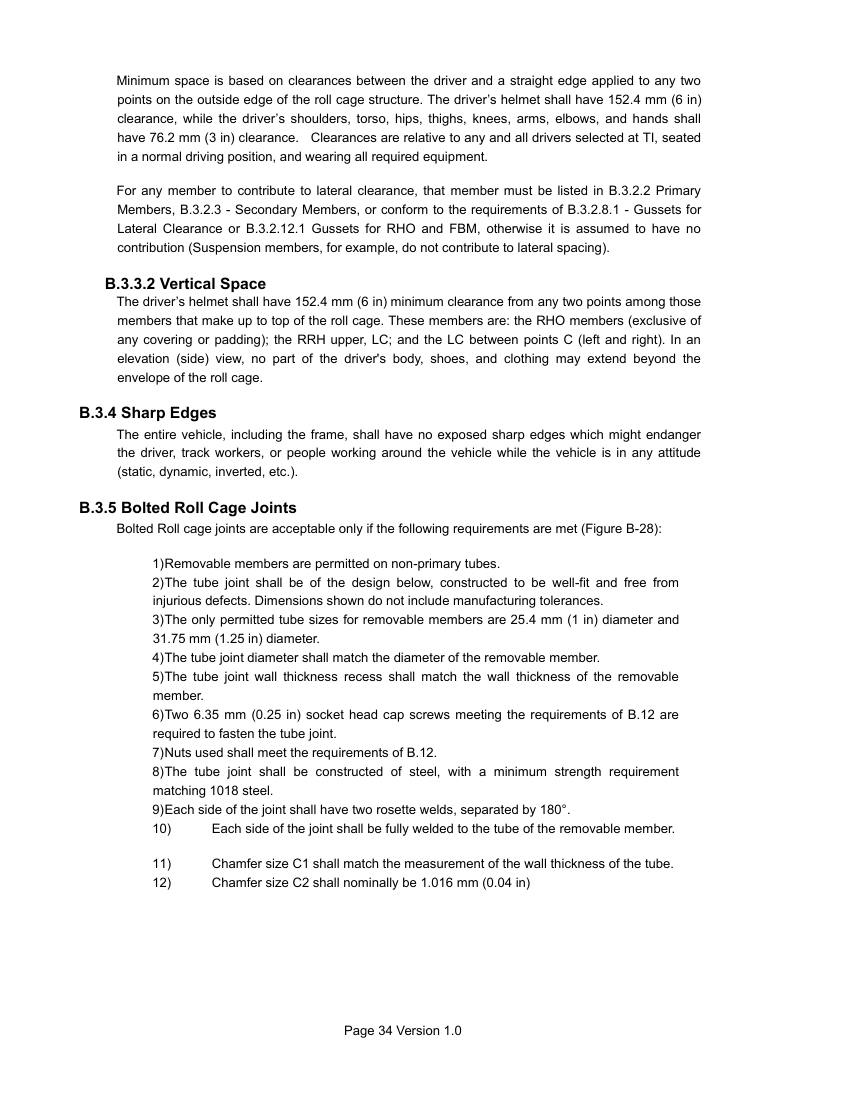 Minimum space is based on clearances between the driver and a straight edge applied to any two
points on the outside edge of the roll cage structure. The driver’s helmet shall have 152.4 mm (6 in)
clearance, while the driver’s shoulders, torso, hips, thighs, knees, arms, elbows, and hands shall
have 76.2 mm (3 in) clearance. Clearances are relative to any and all drivers selected at TI, seated
in a normal driving position, and wearing all required equipment.
For any member to contribute to lateral clearance, that member must be listed in B.3.2.2 Primary
Members, B.3.2.3 - Secondary Members, or conform to the requirements of B.3.2.8.1 - Gussets for
Lateral Clearance or B.3.2.12.1 Gussets for RHO and FBM, otherwise it is assumed to have no
contribution (Suspension members, for example, do not contribute to lateral spacing).
B.3.3.2 Vertical Space
The driver’s helmet shall have 152.4 mm (6 in) minimum clearance from any two points among those
members that make up to top of the roll cage. These members are: the RHO members (exclusive of
any covering or padding); the RRH upper, LC; and the LC between points C (left and right). In an
elevation (side) view, no part of the driver's body, shoes, and clothing may extend beyond the
envelope of the roll cage.
B.3.4 Sharp Edges
The entire vehicle, including the frame, shall have no exposed sharp edges which might endanger
the driver, track workers, or people working around the vehicle while the vehicle is in any attitude
(static, dynamic, inverted, etc.).
B.3.5 Bolted Roll Cage Joints
Bolted Roll cage joints are acceptable only if the following requirements are met (Figure B-28):
1)Removable members are permitted on non-primary tubes.
2)The tube joint shall be of the design below, constructed to be well-fit and free from
injurious defects. Dimensions shown do not include manufacturing tolerances.
3)The only permitted tube sizes for removable members are 25.4 mm (1 in) diameter and
31.75 mm (1.25 in) diameter.
4)The tube joint diameter shall match the diameter of the removable member.
5)The tube joint wall thickness recess shall match the wall thickness of the removable
member.
6)Two 6.35 mm (0.25 in) socket head cap screws meeting the requirements of B.12 are
required to fasten the tube joint.
7)Nuts used shall meet the requirements of B.12.
8)The tube joint shall be constructed of steel, with a minimum strength requirement
matching 1018 steel.
9)Each side of the joint shall have two rosette welds, separated by 180°.
10) Each side of the joint shall be fully welded to the tube of the removable member.
11) Chamfer size C1 shall match the measurement of the wall thickness of the tube.
12) Chamfer size C2 shall nominally be 1.016 mm (0.04 in)
Page 34 Version 1.0